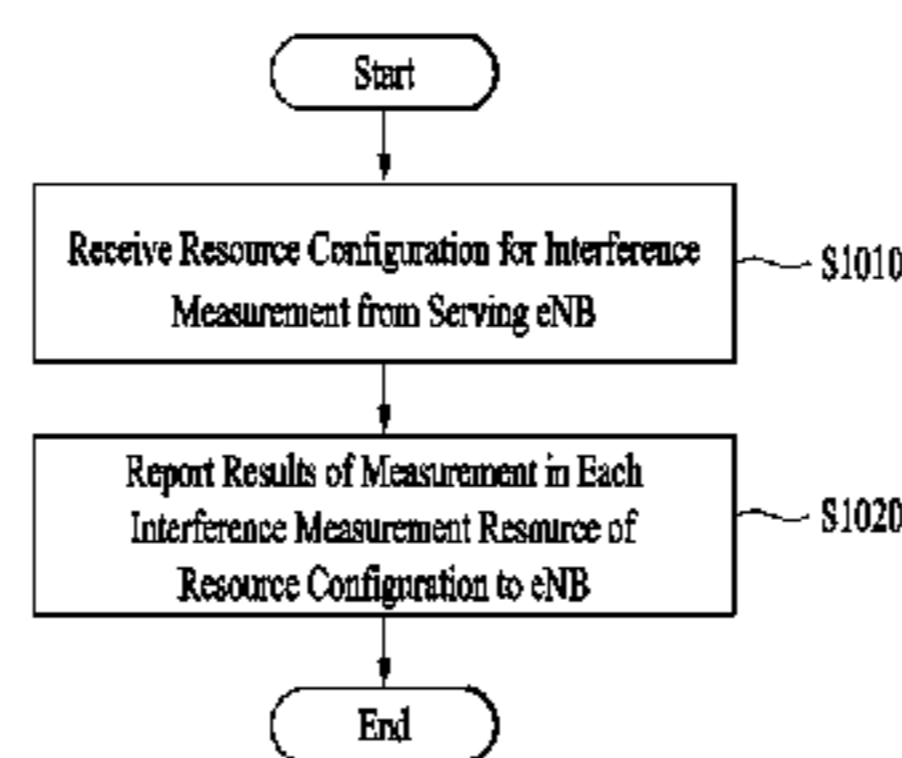 Start
Receive Resource Configuration for Interference
Measurement from Serving eNB
S1010
Report Results of Measurement in Each
Interference Measurement Resource of
Resource Configuration to eNB
S1020
End